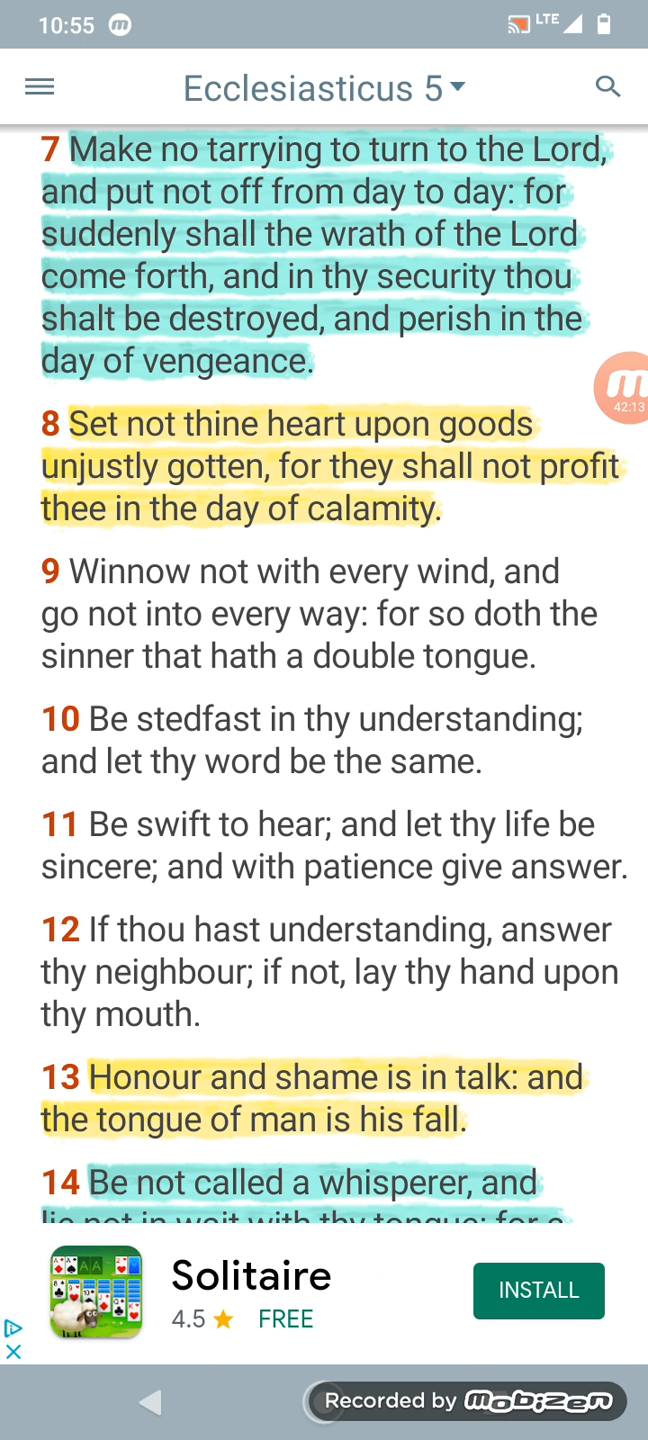 10:55
LTE
Ecclesiasticus 5
7 Make no tarrying to turn to the Lord,
and put not off from day to day: for
suddenly shall the wrath of the Lord
come forth, and in thy security thou
shalt be destroyed, and perish in the
day of vengeance.
42:13
8 Set not thine heart upon goods
unjustly gotten, for they shall not profit
thee in the day of calamity.
9 Winnow not with every wind, and
go not into every way: for so doth the
sinner that hath a double tongue.
10 Be stedfast in thy understanding;
and let thy word be the same.
11 Be swift to hear; and let thy life be
sincere; and with patience give answer.
12 If thou hast understanding, answer
thy neighbour; if not, lay thy hand upon
thy mouth.
13 Honour and shame is in talk: and
the tongue of man is his fall.
14 Be not called a whisperer, and
lie not in wait with thy tongue: for a
Solitaire
4.5 ★ FREE
INSTALL
Recorded by mobizen